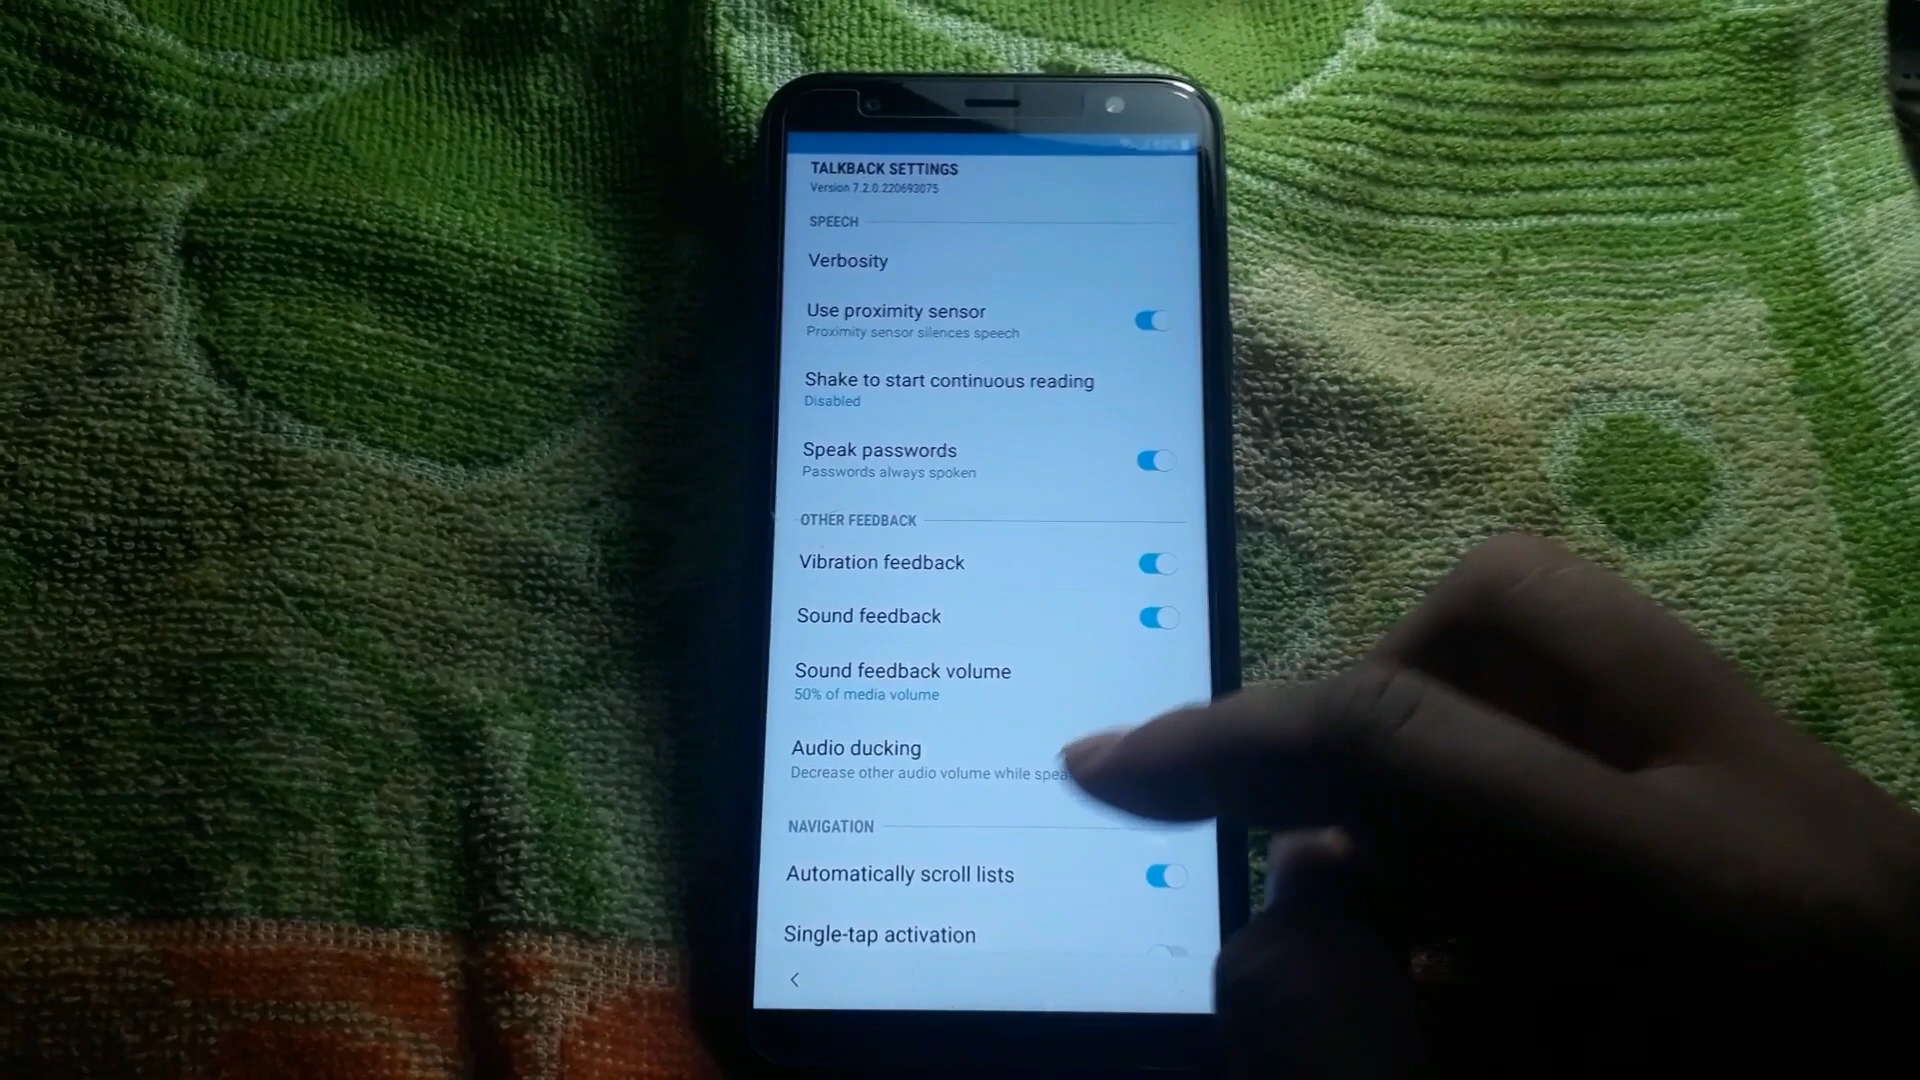 TALKBACK SETTINGS
Version 7.2.0.220693075
SPEECH
Verbosity
Use proximity sensor
Proximity sensor silences speech
Shake to start continuous reading
Disabled
Speak passwords
Passwords always spoken
OTHER FEEDBACK
Vibration feedback
Sound feedback
Sound feedback volume
50% of media volume
Audio ducking
Decrease other audio volume while
NAVIGATION
Automatically scroll lists
Single-tap activation